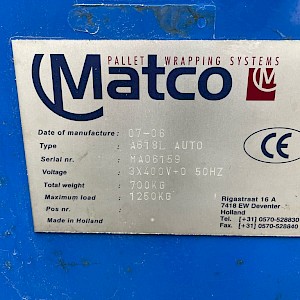 PALLET WRAPPING SYSTEMS
Matco
M
Date of manufacture: 07-06
Type : A618L AUTO
Serial nr. : MA06169
Voltage : 3X400V+0 50HZ
Total weight : 700KG
Maximum load : 1250KG
Pos nr. :
Made in Holland
CE
Rigastraat 16 A
7418 EW Deventer
Holland
Tel. (+31) 0570-528830
Fax. (+31) 0570-528840